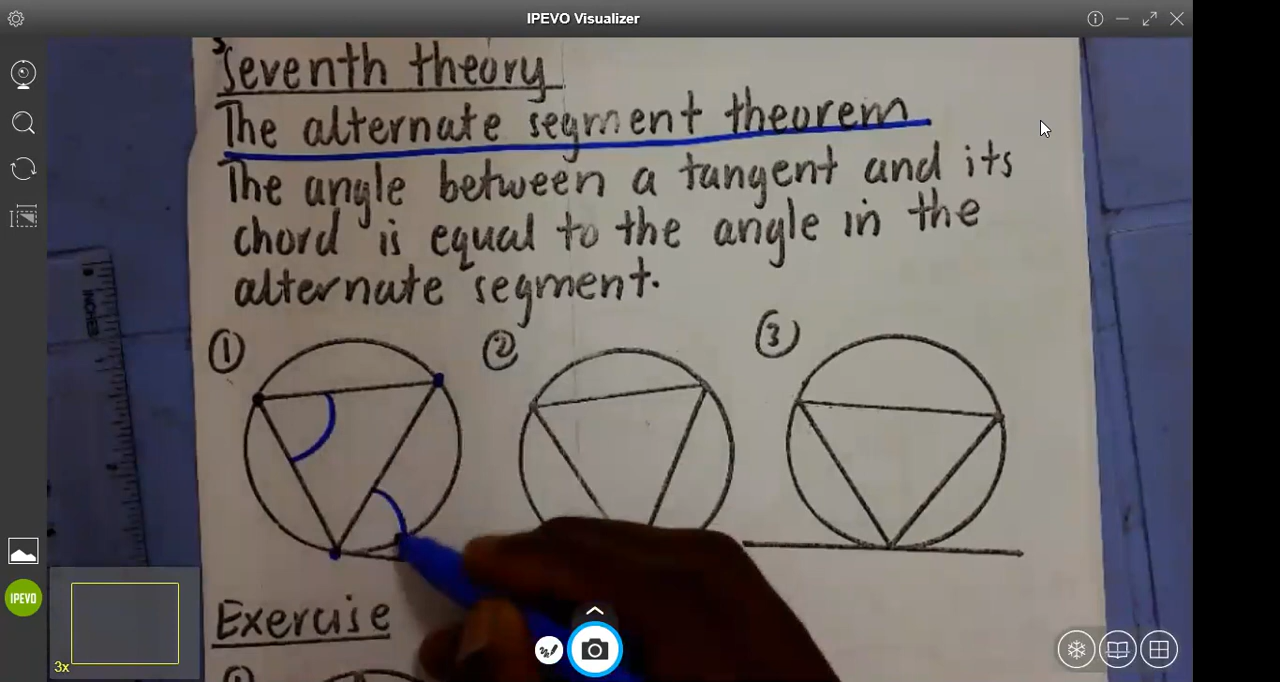 IPEVO Visualizer
Seventh theory
The alternate segment theorem
The angle between a tangent and its
chord is equal to the angle in the
alternate segment.
1
2
3
INCHES
Exercise
IPEVO
3x